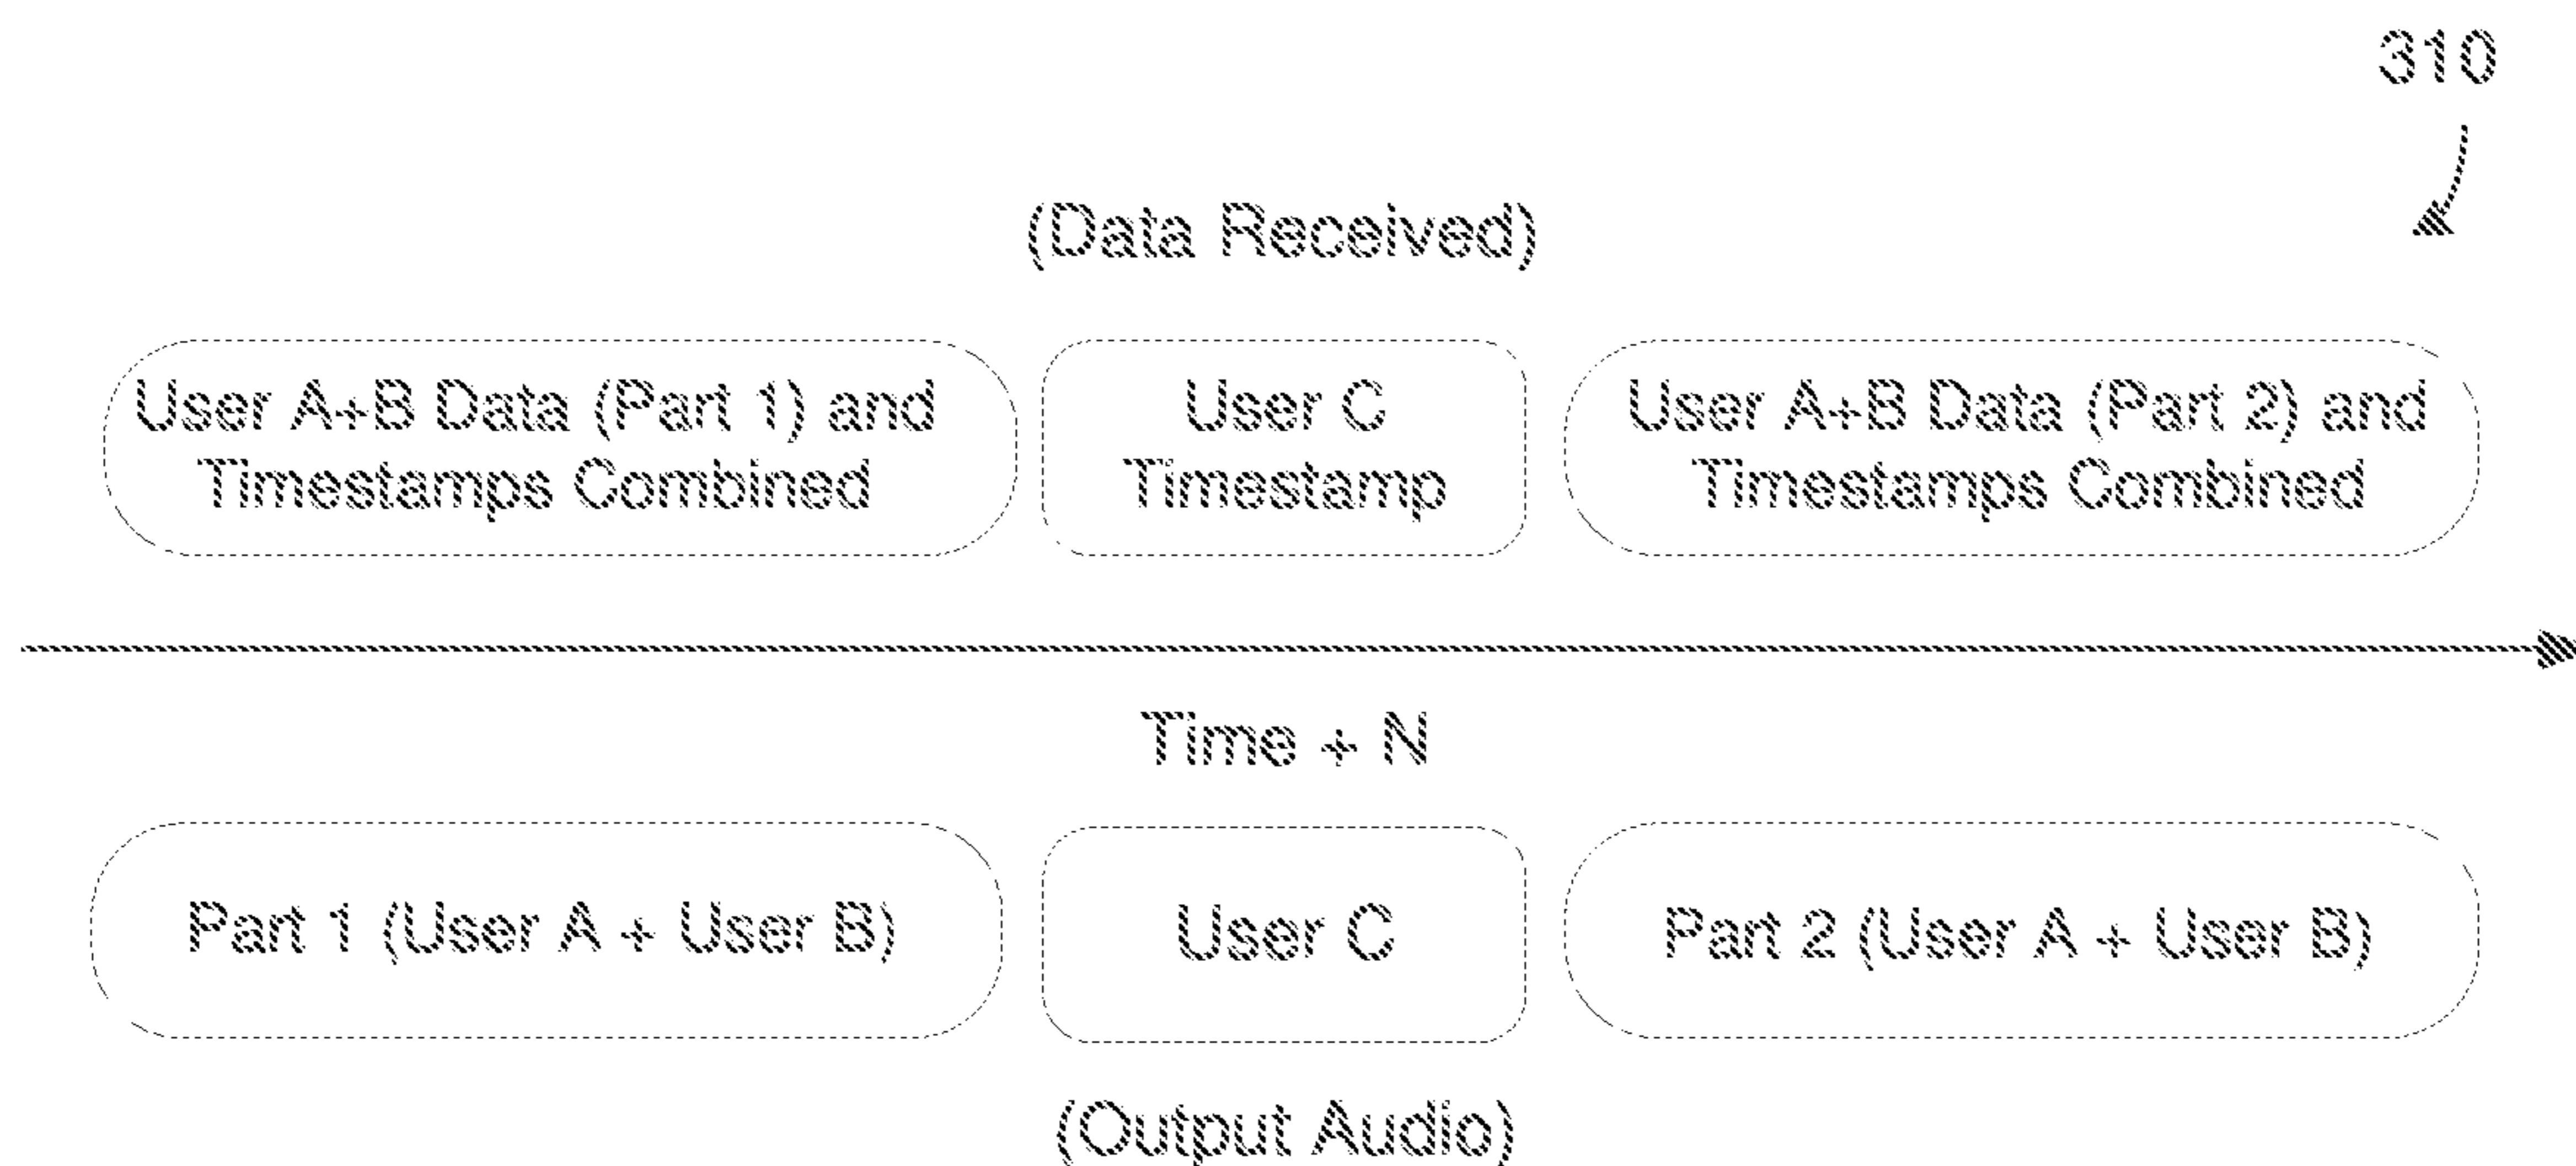 310
(Data Received)
User A+B Data (Part 1) and
Timestamps Combined
User C
Timestamp
User A+B Data (Part 2) and
Timestamps Combined
Time + N
Part 1 (User A + User B)
User C
Part 2 (User A + User B)
(Output Audio)